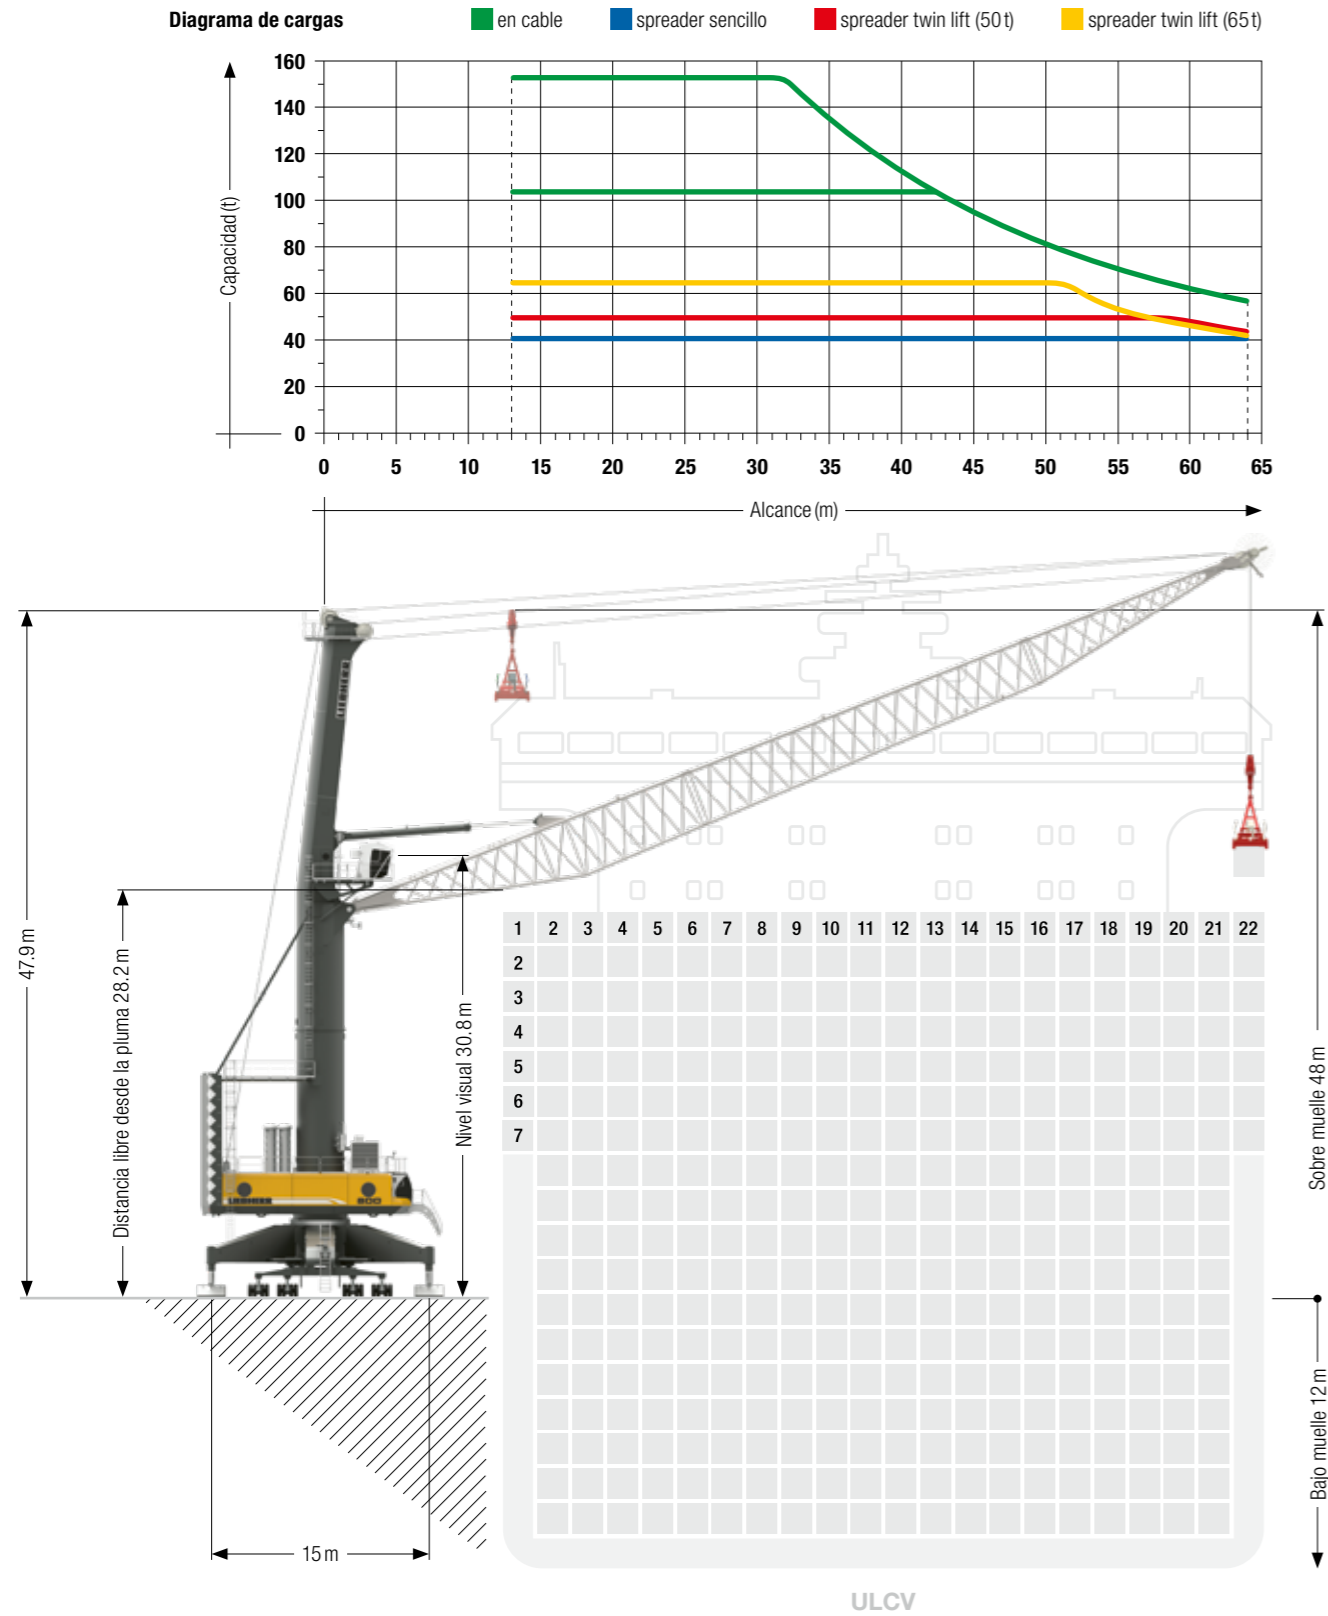 Diagrama de cargas
en cable
spreader sencillo
spreader twin lift (50 t)
spreader twin lift (65 t)
160
140
120
100
80
60
40
20
0
Capacidad (t)
0 5 10 15 20 25 30 35 40 45 50 55 60 65
Alcance (m)
47.9 m
Distancia libre desde la pluma 28.2 m
Nivel visual 30.8 m
LIEBHERR
LIEBHERR
800
1 2 3 4 5 6 7 8 9 10 11 12 13 14 15 16 17 18 19 20 21 22
2
3
4
5
6
7
Sobre muelle 48 m
Bajo muelle 12 m
15 m
ULCV